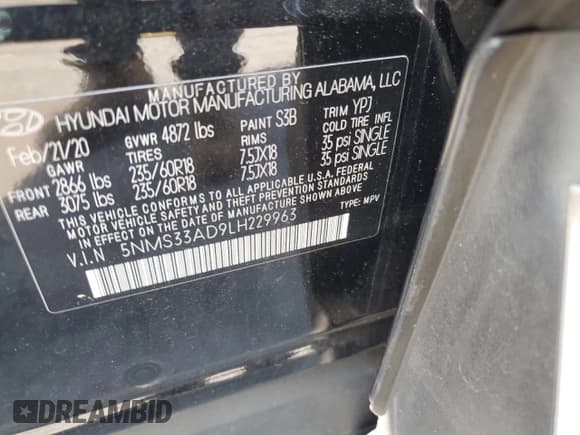 MANUFACTURED BY
HYUNDAI MOTOR MANUFACTURING ALABAMA, LLC
Feb/21/20 GVWR 4872 lbs PAINT S3B TRIM YPJ
GAWR TIRES RIMS COLD TIRE INFL
FRONT 2866 lbs 235/60R18 7.5JX18 35 psi SINGLE
REAR 3075 lbs 235/60R18 7.5JX18 35 psi SINGLE
THIS VEHICLE CONFORMS TO ALL APPLICABLE U.S.A. FEDERAL
MOTOR VEHICLE SAFETY AND THEFT PREVENTION STANDARDS
IN EFFECT ON THE DATE OF MANUFACTURE SHOWN ABOVE.
V.I.N 5NMS33AD9LH229963 TYPE: MPV
DREAMBID